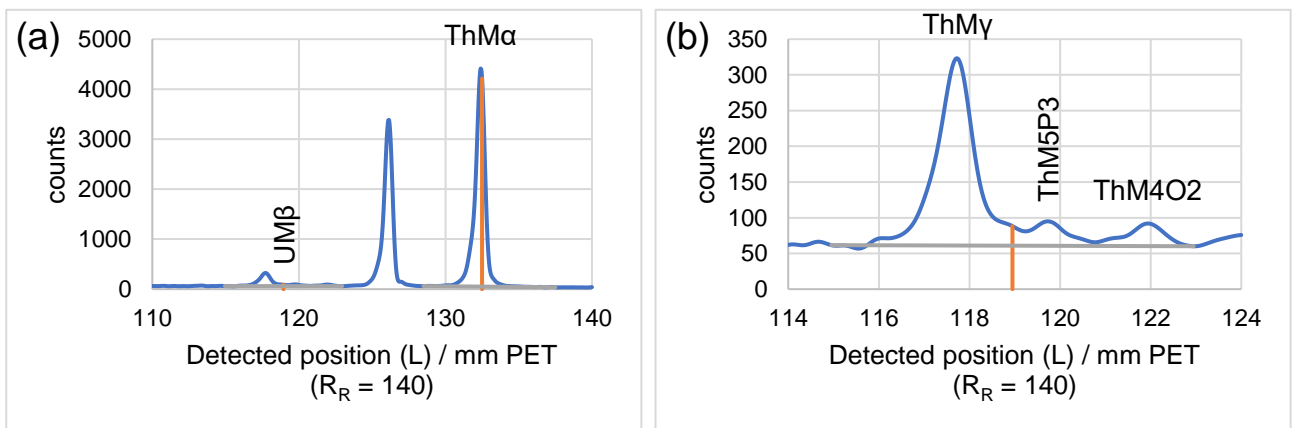 (a)
ThMα
5000
4000
3000
2000
1000
0
counts
UMβ
110 120 130 140
Detected position (L) / mm PET
(R_R = 140)
(b)
ThMγ
350
300
250
200
150
100
50
0
counts
ThM5P3
ThM4O2
114 116 118 120 122 124
Detected position (L) / mm PET
(R_R = 140)